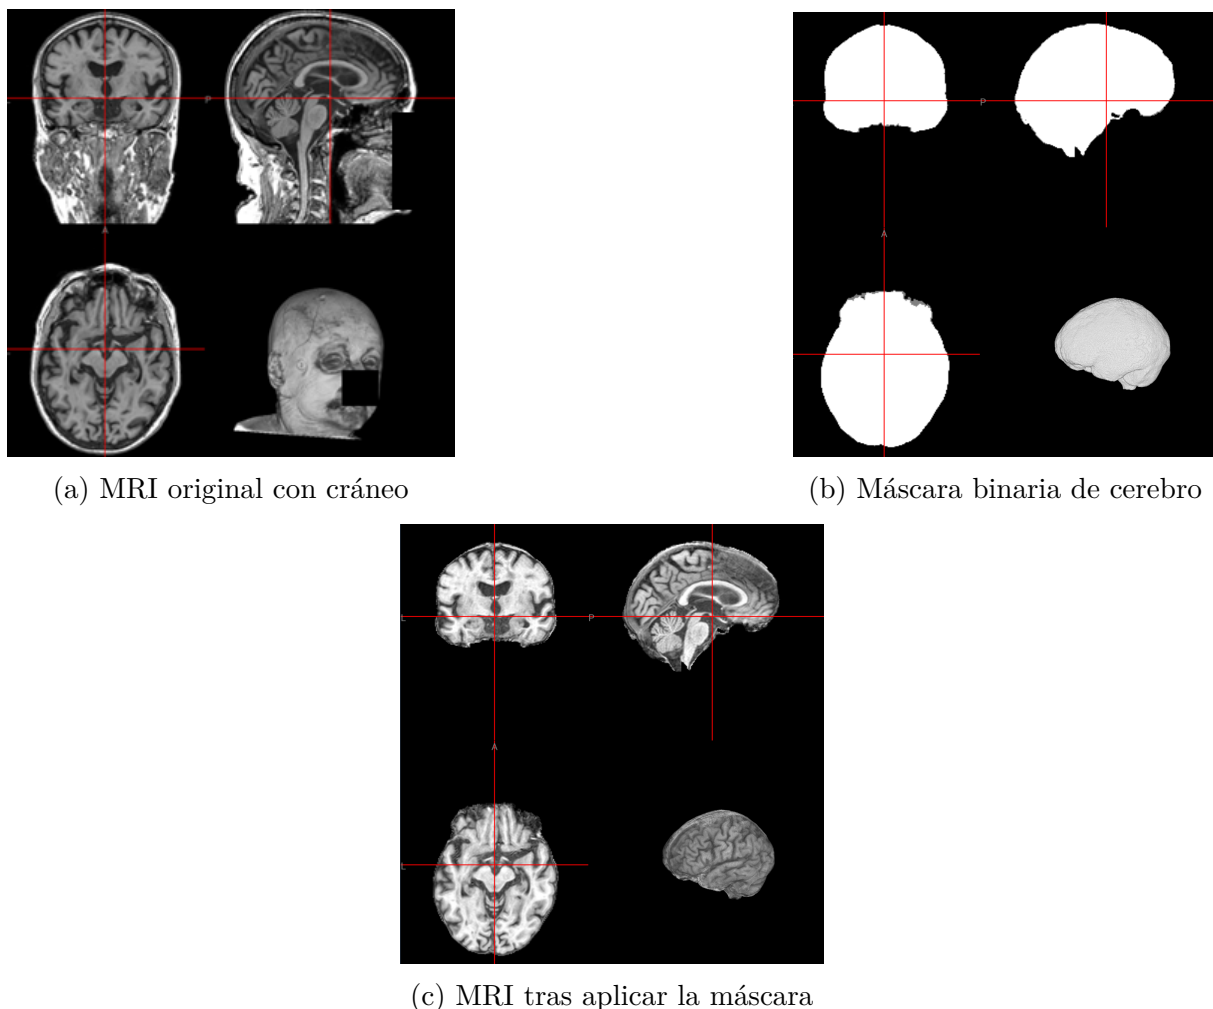 P
A
(a) MRI original con cráneo
P
A
(b) Máscara binaria de cerebro
L
P
A
L
(c) MRI tras aplicar la máscara